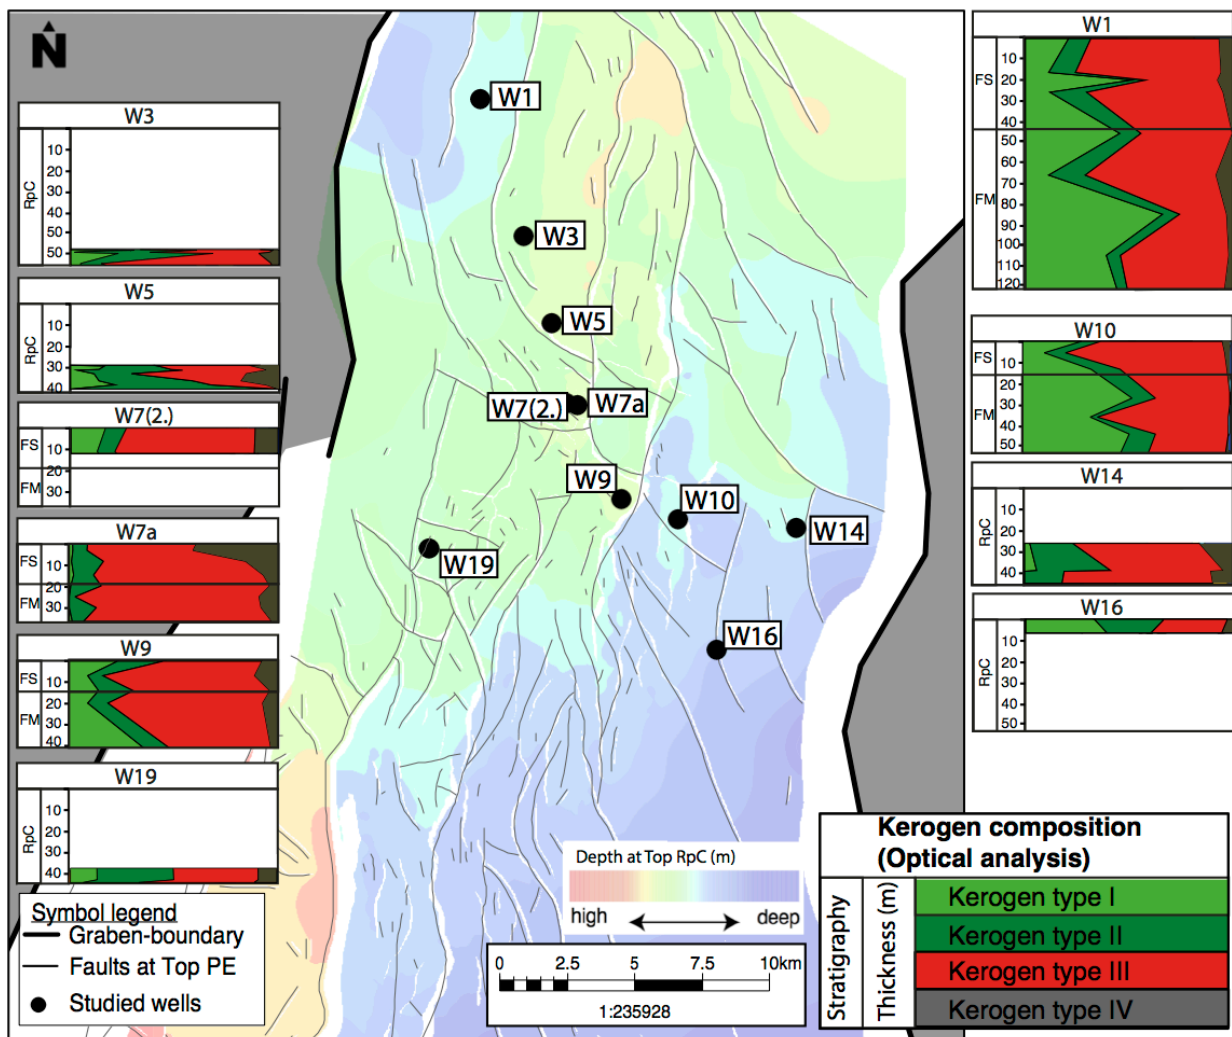 N
W3
RpC
10
20
30
40
50
50
W5
RpC
10
20
30
40
W7(2.)
FS
FM
10
20
30
W7a
FS
FM
10
20
30
W9
FS
FM
10
20
30
40
W19
RpC
10
20
30
40
Symbol legend
Graben-boundary
Faults at Top PE
Studied wells
W1
W3
W5
W7(2.)
W7a
W9
W10
W14
W19
W16
Depth at Top RpC (m)
high
deep
0
2.5
5
7.5
10km
1:235928
W1
FS
FM
10
20
30
40
50
60
70
80
90
100
110
120
W10
FS
FM
10
20
30
40
50
W14
RpC
10
20
30
40
W16
RpC
10
20
30
40
50
Kerogen composition
(Optical analysis)
Stratigraphy
Thickness (m)
Kerogen type I
Kerogen type II
Kerogen type III
Kerogen type IV